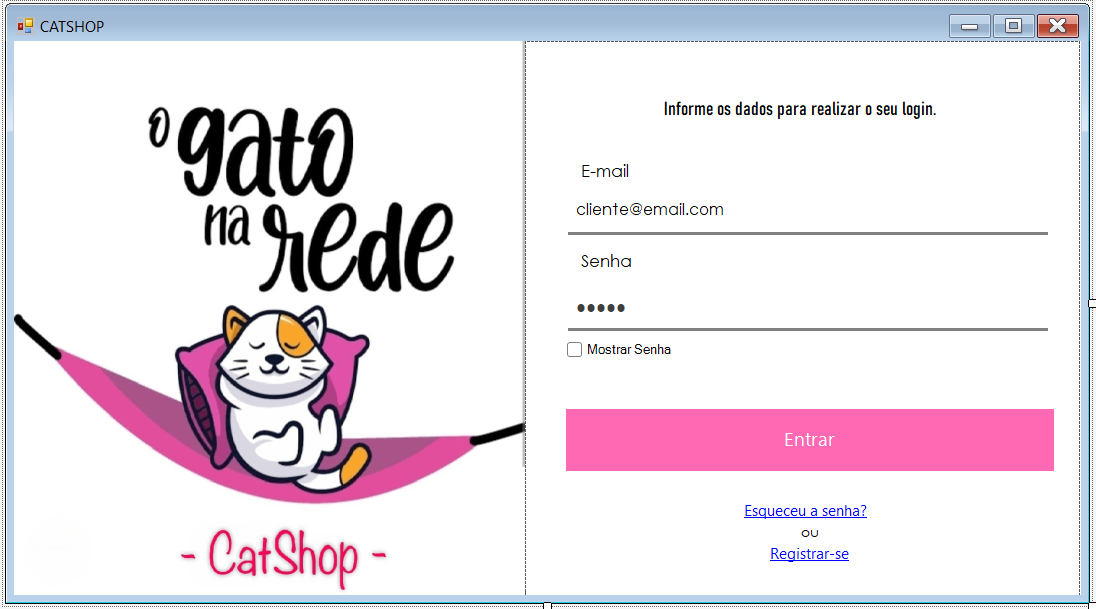 CATSHOP
o gato
na rede
- CatShop -
Informe os dados para realizar o seu login.
E-mail
cliente@email.com
Senha
•••••
Mostrar Senha
Entrar
Esqueceu a senha?
ou
Registrar-se